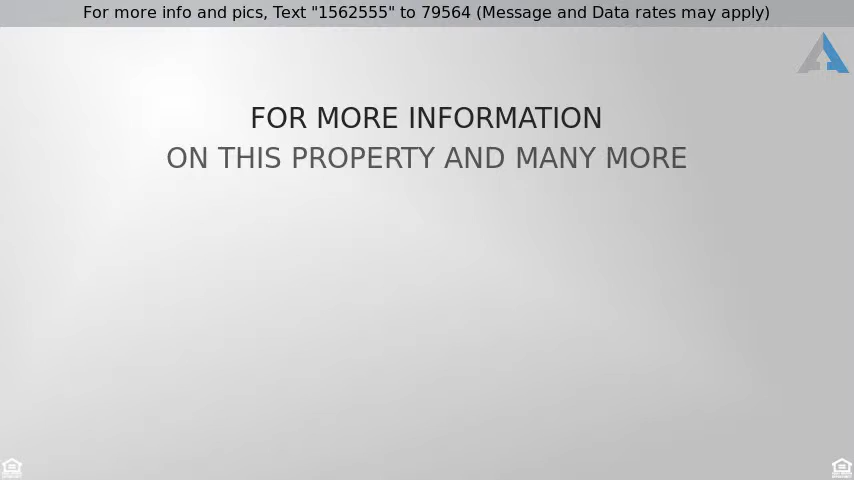 For more info and pics, Text "1562555" to 79564 (Message and Data rates may apply)
FOR MORE INFORMATION
ON THIS PROPERTY AND MANY MORE